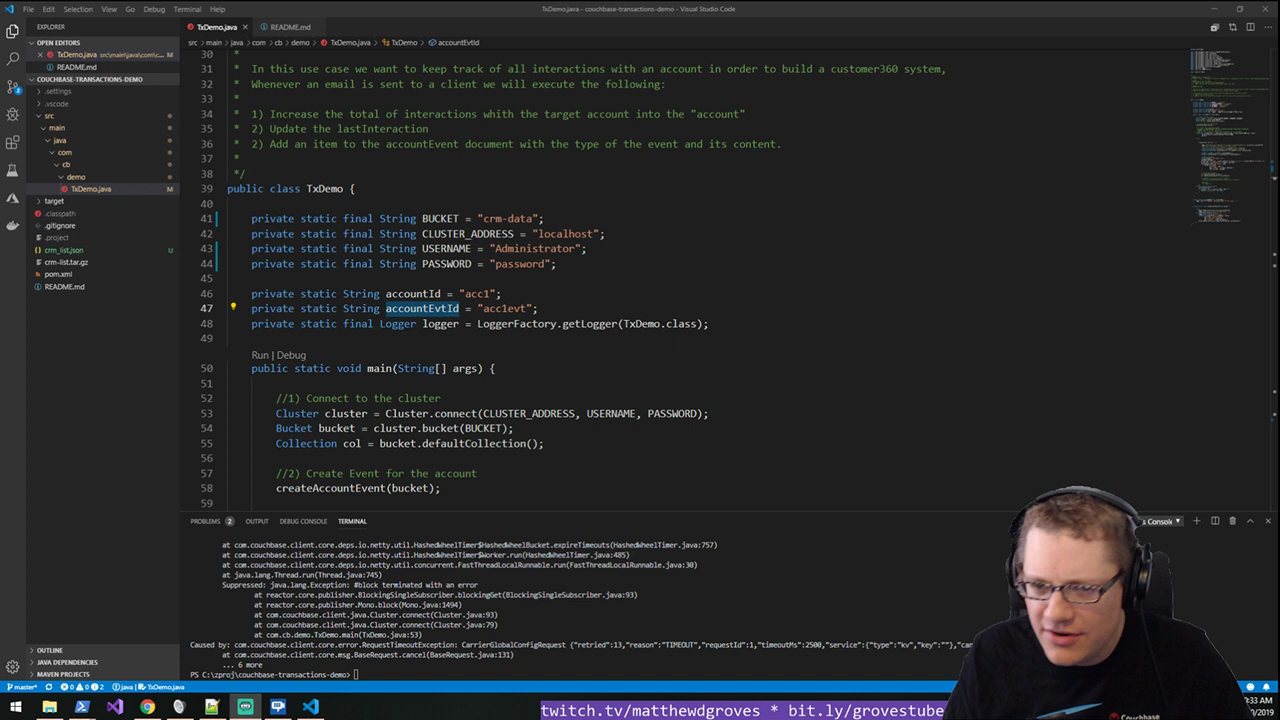 File Edit Selection View Go Debug Terminal Help
TxDemo.java - couchbase-transactions-demo - Visual Studio Code
EXPLORER
OPEN EDITORS
TxDemo.java src\main\java\com\c... M
README.md
COUCHBASE-TRANSACTIONS-DEMO
.settings
.vscode
src
main
java
com
cb
demo
TxDemo.java M
target
.classpath
.gitignore
.project
crm_list.json U
crm-list.tar.gz
pom.xml
README.md
OUTLINE
JAVA DEPENDENCIES
MAVEN PROJECTS
TxDemo.java
README.md
src > main > java > com > cb > demo > TxDemo.java > TxDemo > accountEvtId
30 *
31 * In this use case we want to keep track of all interactions with an account in order to build a customer360 system,
32 * Whenever an email is sent to a client we will execute the following:
33 *
34 * 1) Increase the total of interactions whith the target account into the "account"
35 * 2) Update the lastInteraction
36 * 2) Add an item to the accountEvent document with the type of the event and its content.
37 *
38 */
39 public class TxDemo {
40
41 private static final String BUCKET = "crm-data";
42 private static final String CLUSTER_ADDRESS = "localhost";
43 private static final String USERNAME = "Administrator";
44 private static final String PASSWORD = "password";
45
46 private static String accountId = "acc1";
47 private static String accountEvtId = "acc1evt";
48 private static final Logger logger = LoggerFactory.getLogger(TxDemo.class);
49
Run | Debug
50 public static void main(String[] args) {
51
52 //1) Connect to the cluster
53 Cluster cluster = Cluster.connect(CLUSTER_ADDRESS, USERNAME, PASSWORD);
54 Bucket bucket = cluster.bucket(BUCKET);
55 Collection col = bucket.defaultCollection();
56
57 //2) Create Event for the account
58 createAccountEvent(bucket);
59
PROBLEMS 2 OUTPUT DEBUG CONSOLE TERMINAL
at com.couchbase.client.core.deps.io.netty.util.HashedWheelTimer$HashedWheelBucket.expireTimeouts(HashedWheelTimer.java:757)
at com.couchbase.client.core.deps.io.netty.util.HashedWheelTimer$Worker.run(HashedWheelTimer.java:485)
at com.couchbase.client.core.deps.io.netty.util.concurrent.FastThreadLocalRunnable.run(FastThreadLocalRunnable.java:30)
at java.lang.Thread.run(Thread.java:745)
Suppressed: java.lang.Exception: #block terminated with an error
at reactor.core.publisher.BlockingSingleSubscriber.blockingGet(BlockingSingleSubscriber.java:93)
at reactor.core.publisher.Mono.block(Mono.java:1494)
at com.couchbase.client.java.Cluster.connect(Cluster.java:93)
at com.couchbase.client.java.Cluster.connect(Cluster.java:79)
at com.cb.demo.TxDemo.main(TxDemo.java:53)
Caused by: com.couchbase.client.core.error.RequestTimeoutException: CarrierGlobalConfigRequest {"retried":13,"reason":"TIMEOUT","requestId":1,"timeoutMs":2500,"service":{"type":"kv","key":""},"can
at com.couchbase.client.core.msg.BaseRequest.cancel(BaseRequest.java:131)
... 6 more
PS C:\zproj\couchbase-transactions-demo>
master* 0 0 2 java | TxDemo.java
twitch.tv/matthewdgroves * bit.ly/grovestube
Couchbase